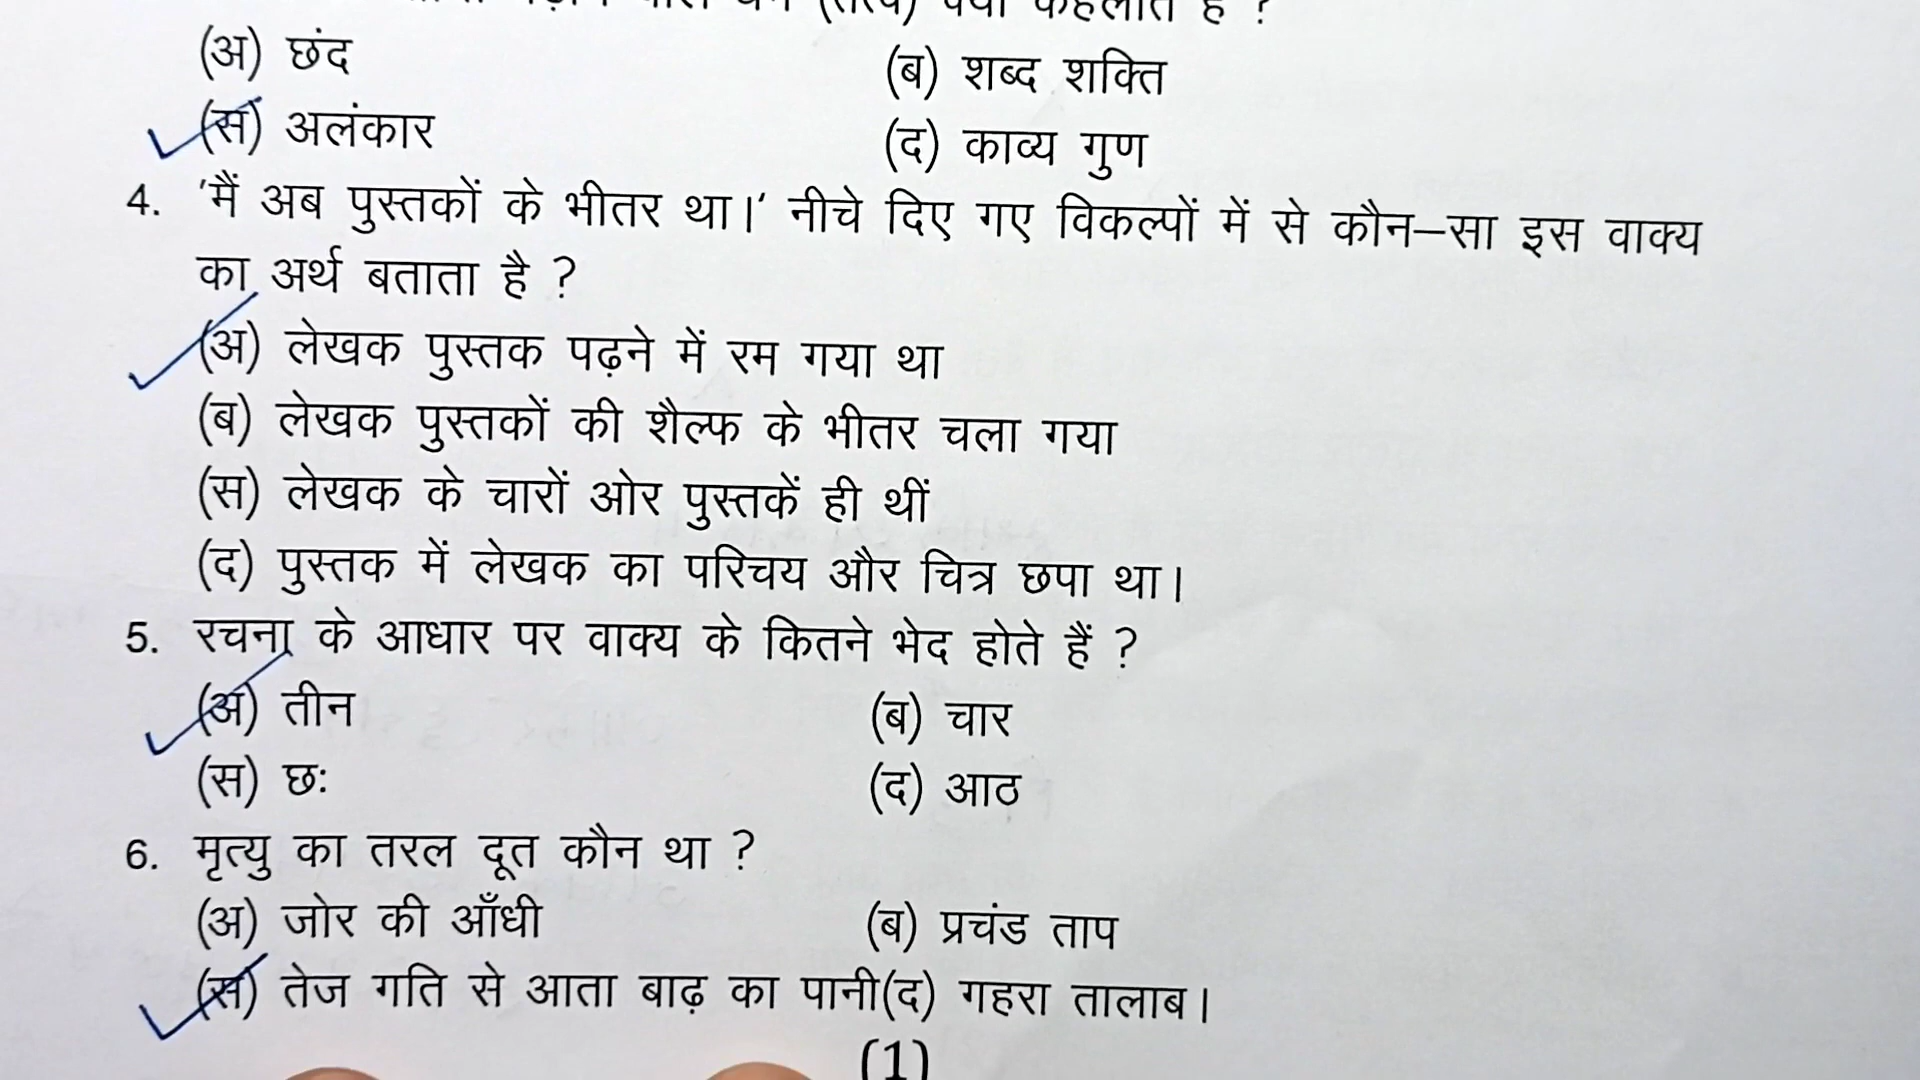 (तत्व) क्या कहलाते हैं ?
(अ) छंद (ब) शब्द शक्ति
(स) अलंकार (द) काव्य गुण
4. 'मैं अब पुस्तकों के भीतर था।' नीचे दिए गए विकल्पों में से कौन–सा इस वाक्य
का अर्थ बताता है ?
(अ) लेखक पुस्तक पढ़ने में रम गया था
(ब) लेखक पुस्तकों की शैल्फ के भीतर चला गया
(स) लेखक के चारों ओर पुस्तकें ही थीं
(द) पुस्तक में लेखक का परिचय और चित्र छपा था।
5. रचना के आधार पर वाक्य के कितने भेद होते हैं ?
(अ) तीन (ब) चार
(स) छः (द) आठ
6. मृत्यु का तरल दूत कौन था ?
(अ) जोर की आँधी (ब) प्रचंड ताप
(स) तेज गति से आता बाढ़ का पानी(द) गहरा तालाब।
(1)